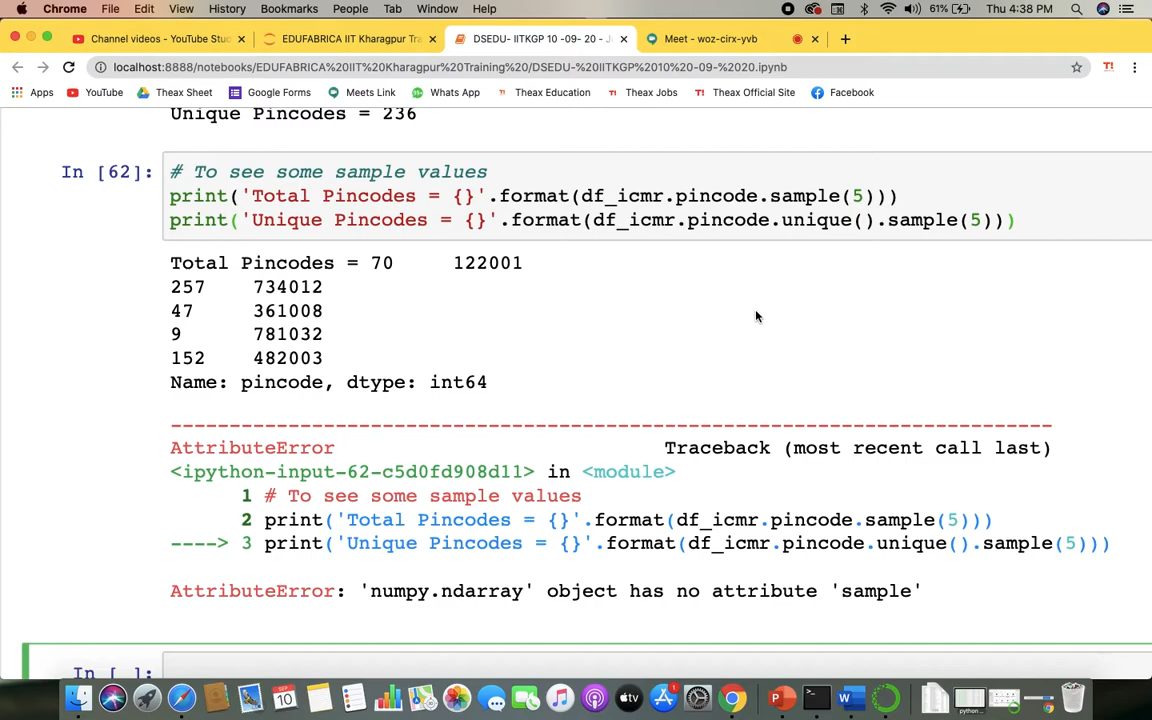 Chrome File Edit View History Bookmarks People Tab Window Help 61% Thu 4:38 PM
Channel videos - YouTube Stu EDUFABRICA IIT Kharagpur Tra DSEDU- IITKGP 10 -09- 20 - J Meet - woz-cirx-yvb
localhost:8888/notebooks/EDUFABRICA%20IIT%20Kharagpur%20Training%20/DSEDU-%20IITKGP%2010%20-09-%2020.ipynb
Apps YouTube Theax Sheet Google Forms Meets Link Whats App Theax Education Theax Jobs Theax Official Site Facebook
Unique Pincodes = 236
In [62]: # To see some sample values
print('Total Pincodes = {}'.format(df_icmr.pincode.sample(5)))
print('Unique Pincodes = {}'.format(df_icmr.pincode.unique().sample(5)))
Total Pincodes = 70 122001
257 734012
47 361008
9 781032
152 482003
Name: pincode, dtype: int64
---------------------------------------------------------------------------
AttributeError Traceback (most recent call last)
<ipython-input-62-c5d0fd908d11> in <module>
1 # To see some sample values
2 print('Total Pincodes = {}'.format(df_icmr.pincode.sample(5)))
----> 3 print('Unique Pincodes = {}'.format(df_icmr.pincode.unique().sample(5)))
AttributeError: 'numpy.ndarray' object has no attribute 'sample'
In [ ]: